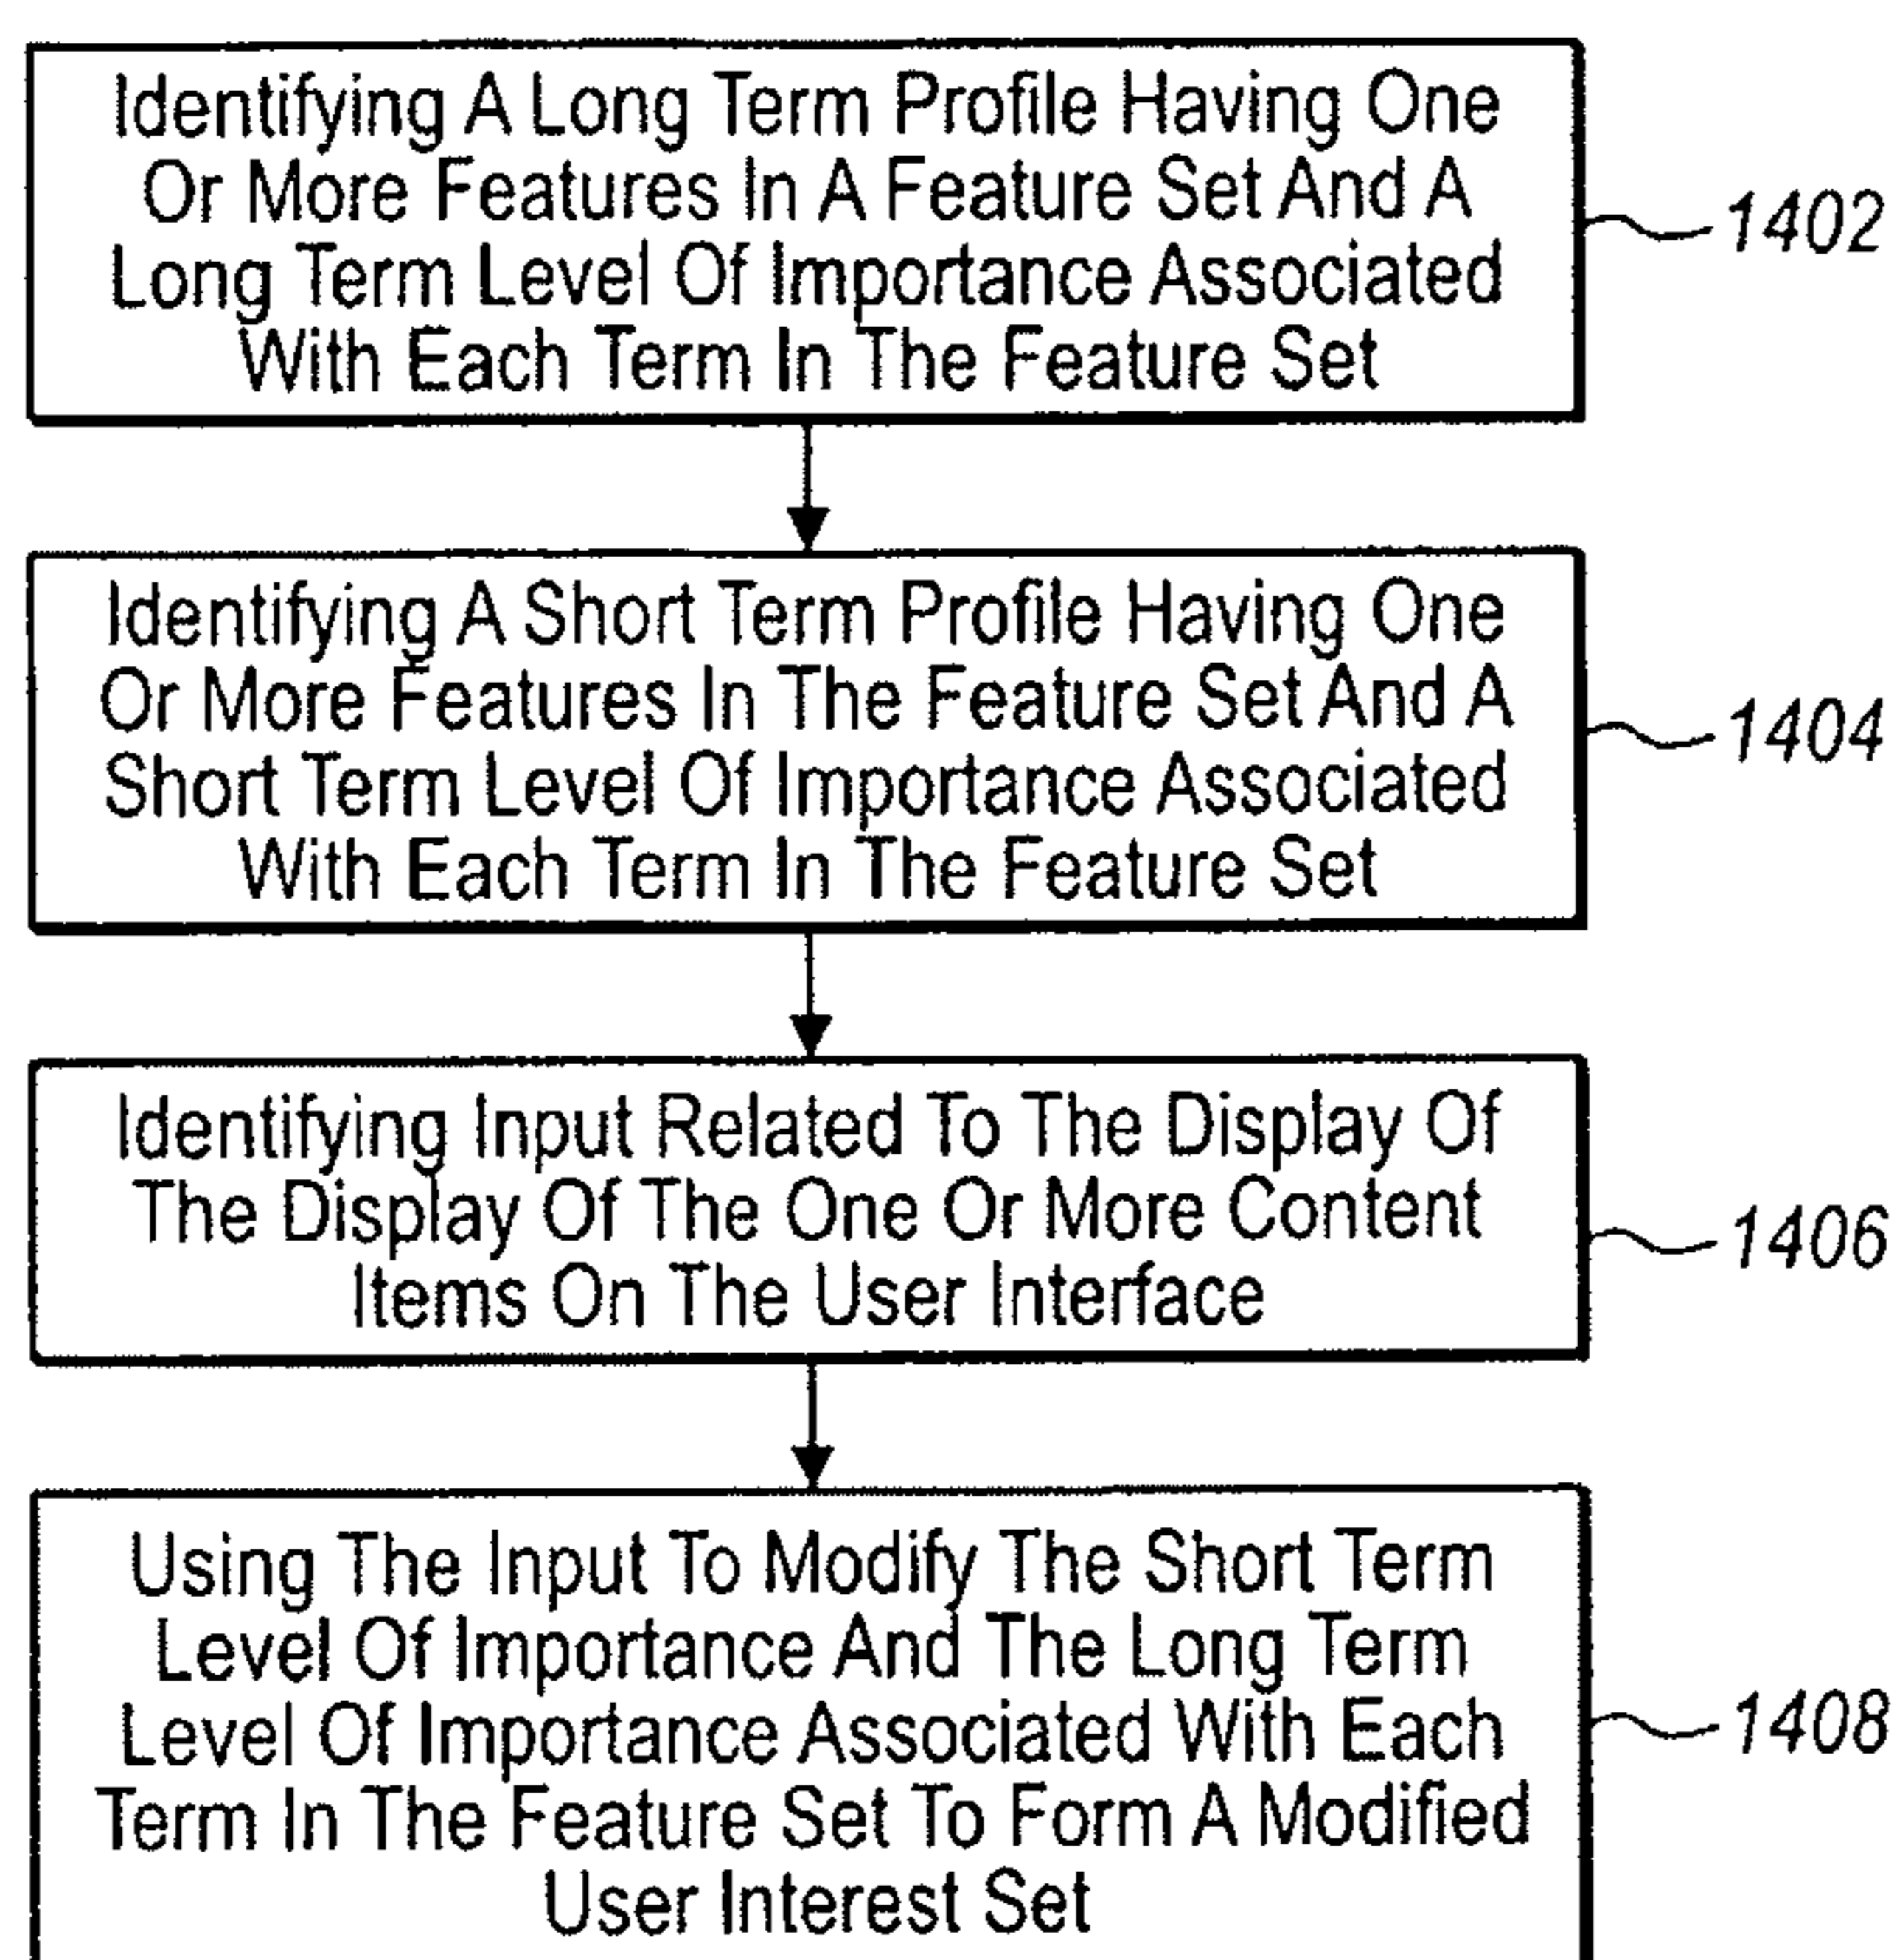 Identifying A Long Term Profile Having One
Or More Features In A Feature Set And A
Long Term Level Of Importance Associated
With Each Term In The Feature Set
1402
Identifying A Short Term Profile Having One
Or More Features In The Feature Set And A
Short Term Level Of Importance Associated
With Each Term In The Feature Set
1404
Identifying Input Related To The Display Of
The Display Of The One Or More Content
Items On The User Interface
1406
Using The Input To Modify The Short Term
Level Of Importance And The Long Term
Level Of Importance Associated With Each
Term In The Feature Set To Form A Modified
User Interest Set
1408